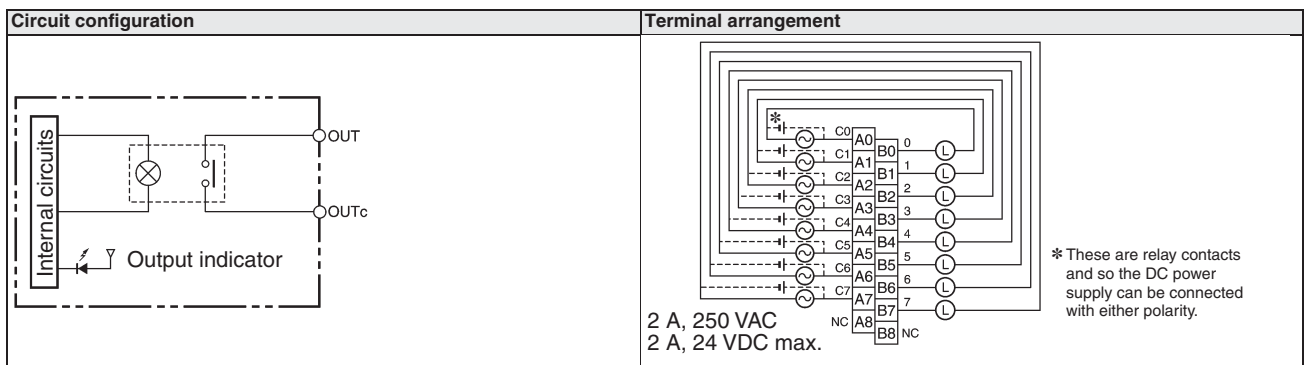 Circuit configuration
Terminal arrangement
Internal circuits
OUT
OUTc
Output indicator
*
C0 A0 B0 0 L
C1 A1 B1 1 L
C2 A2 B2 2 L
C3 A3 B3 3 L
C4 A4 B4 4 L
C5 A5 B5 5 L
C6 A6 B6 6 L
C7 A7 B7 7 L
NC A8 B8 NC
2 A, 250 VAC
2 A, 24 VDC max.
* These are relay contacts
and so the DC power
supply can be connected
with either polarity.